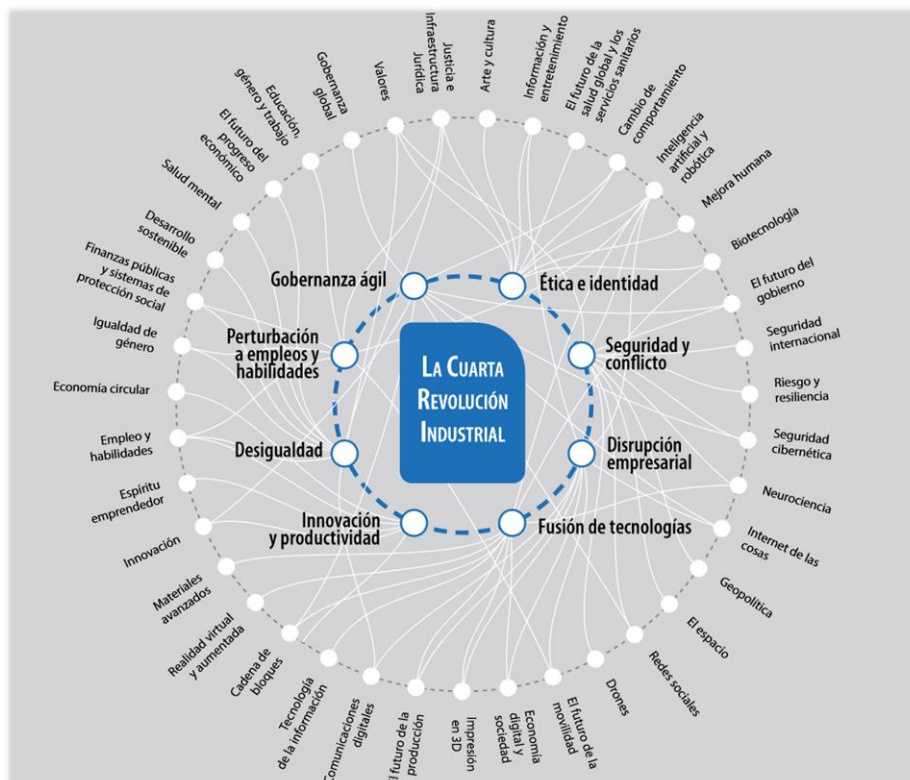 LA CUARTA
REVOLUCIÓN
INDUSTRIAL
Gobernanza ágil
Ética e identidad
Seguridad y
conflicto
Disrupción
empresarial
Fusión de tecnologías
Innovación
y productividad
Desigualdad
Perturbación
a empleos y
habilidades
Justicia e
Infraestructura
Jurídica
Arte y cultura
Información y
entretenimiento
El futuro de la
salud global y los
servicios sanitarios
Cambio de
comportamiento
Inteligencia
artificial y
robótica
Mejora humana
Biotecnología
El futuro del
gobierno
Seguridad
internacional
Riesgo y
resiliencia
Seguridad
cibernética
Neurociencia
Internet de las
cosas
Geopolítica
El espacio
Redes sociales
Drones
El futuro de la
movilidad
Economía
digital y
sociedad
Impresión
en 3D
El futuro de la
producción
Comunicaciones
digitales
Tecnología
de la información
Cadena de
bloques
Realidad virtual
y aumentada
Materiales
avanzados
Innovación
Espíritu
emprendedor
Empleo y
habilidades
Economía circular
Igualdad de
género
Finanzas públicas
y sistemas de
protección social
Desarrollo
sostenible
Salud mental
El futuro del
progreso
económico
Educación,
género y trabajo
Gobernanza
global
Valores